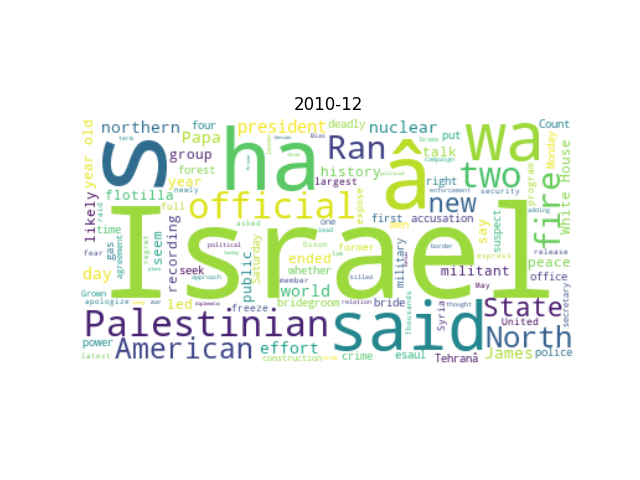 2010-12
year old northern four Papa president deadly nuclear put Count
S ha Ran â talk wa Monday White House
group forest year history largest campaign right two program
flotilla newly official expose new security fire
likely raid full asked one first accusation men say suspect adding
time seem recording political Dixon former border express release
gas agreement regret public Saturday ended whether military militant peace
fear Israel office
day seek world member killed May secretary
Grown led bridegroom bride relation Syria thought State
apologize war freeze Thousands United
Palestinian said North
power American effort crime esaul Tehranâ James police
latest construction